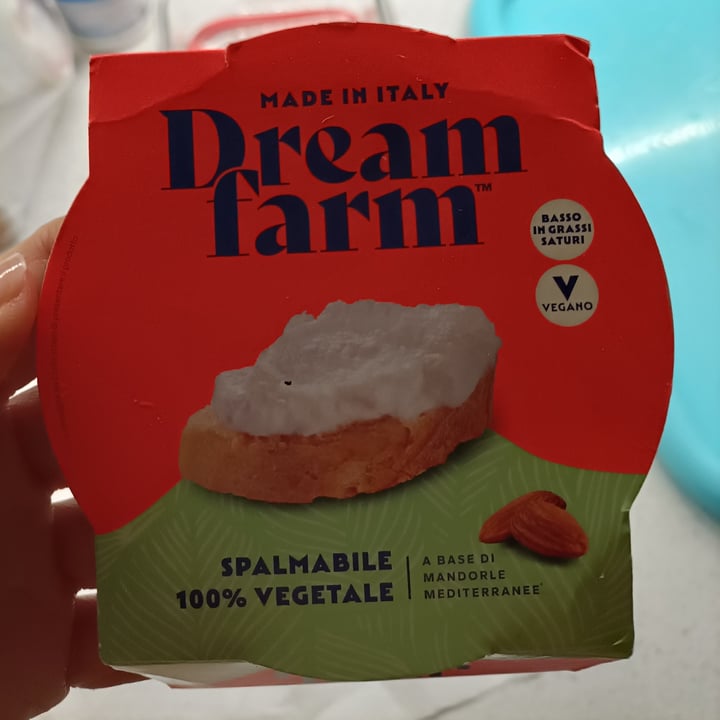 MADE IN ITALY
Dream
farm™
BASSO
IN GRASSI
SATURI
V
VEGANO
SPALMABILE
100% VEGETALE
A BASE DI
MANDORLE
MEDITERRANEE*